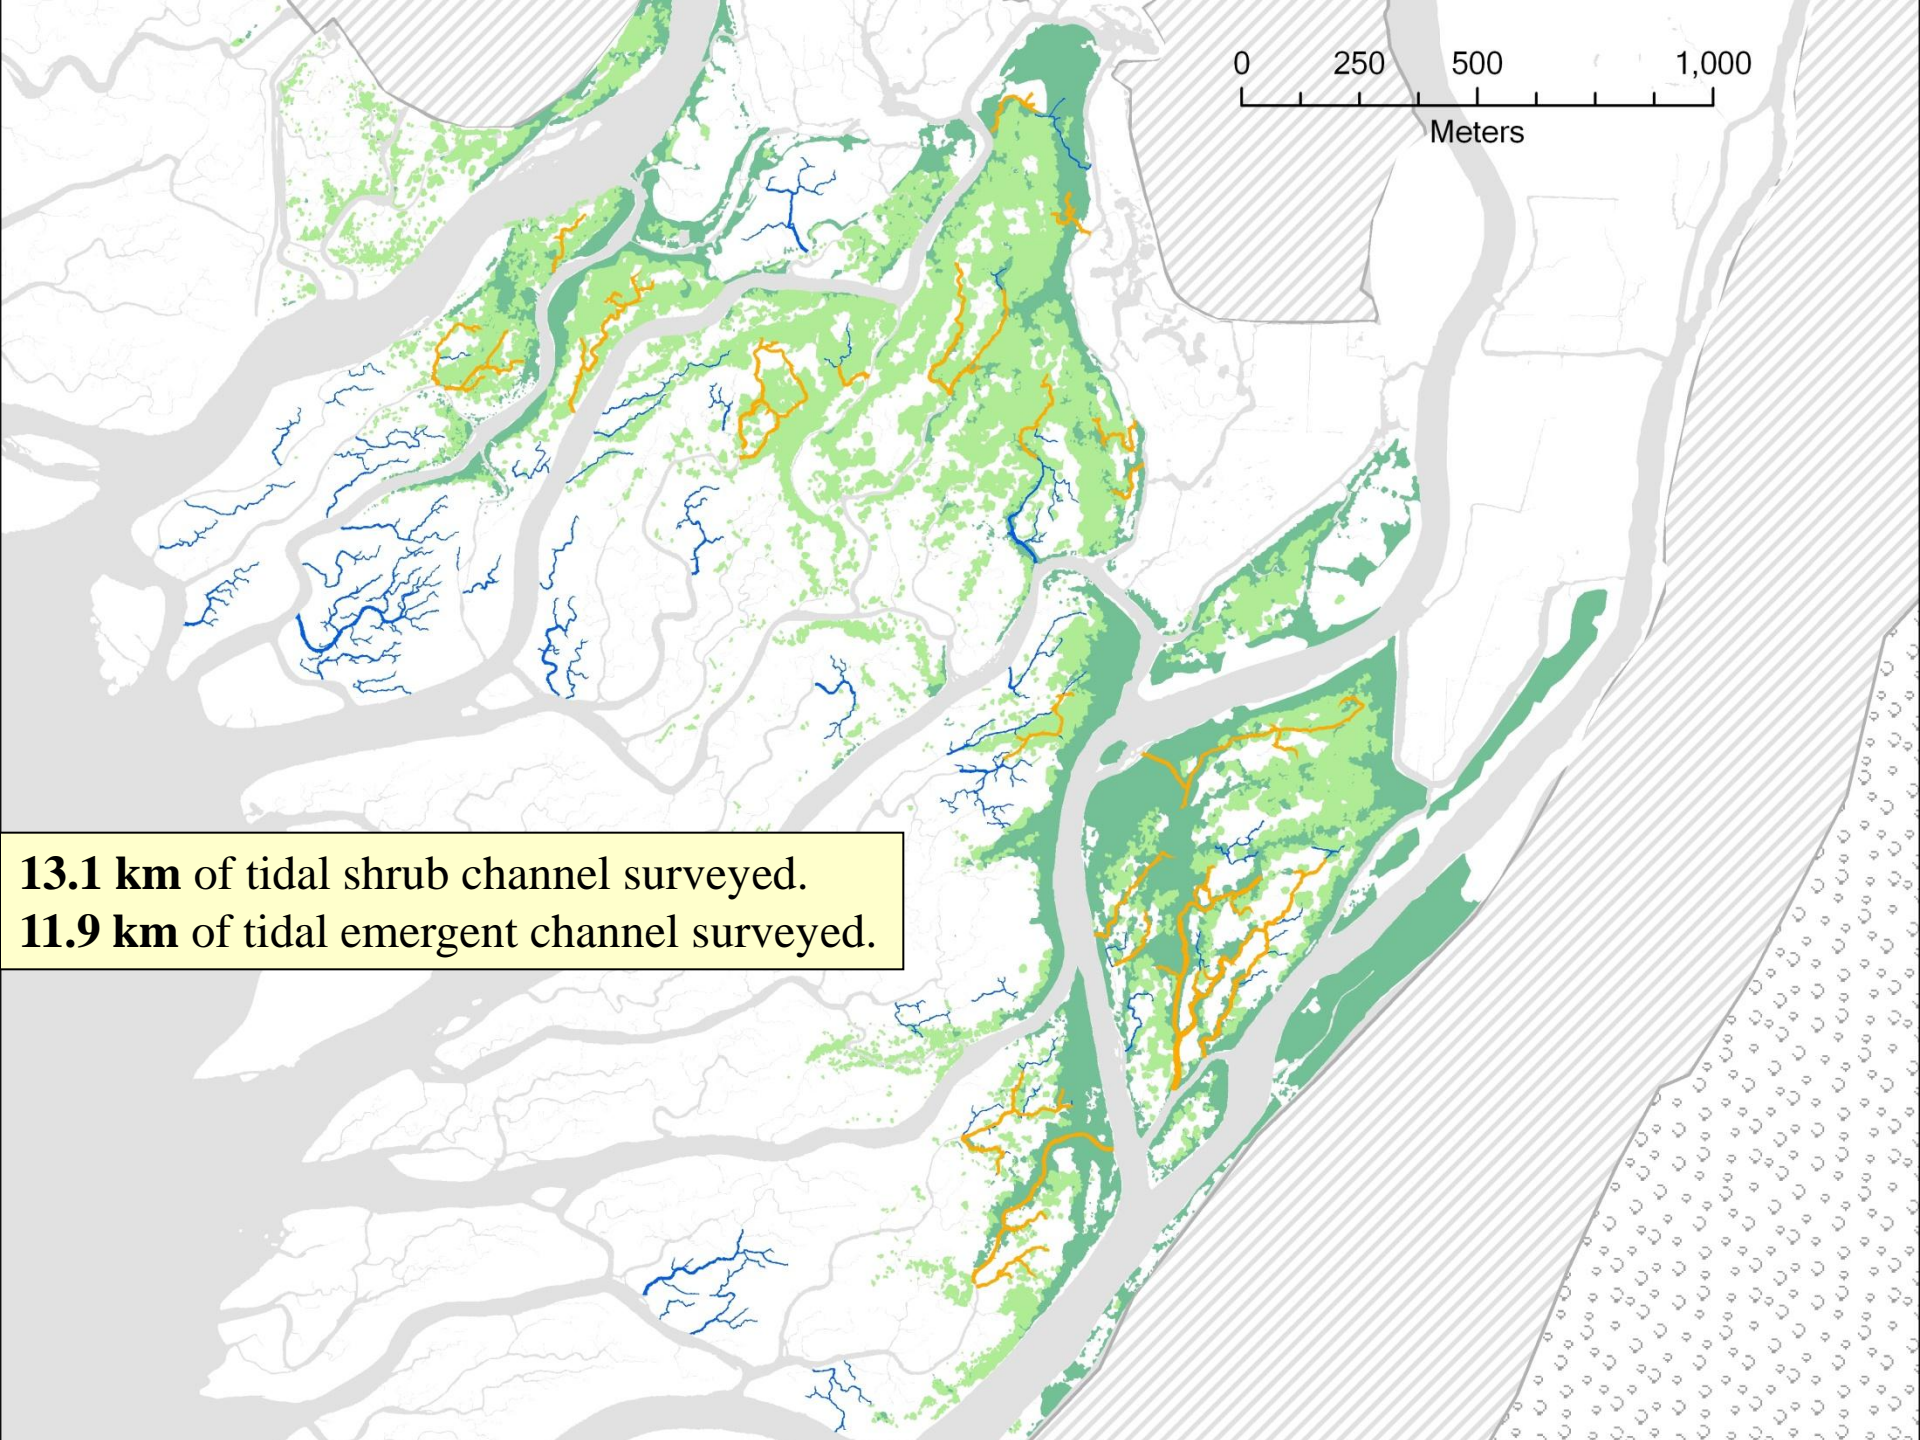 0 250 500 1,000
Meters
13.1 km of tidal shrub channel surveyed.
11.9 km of tidal emergent channel surveyed.